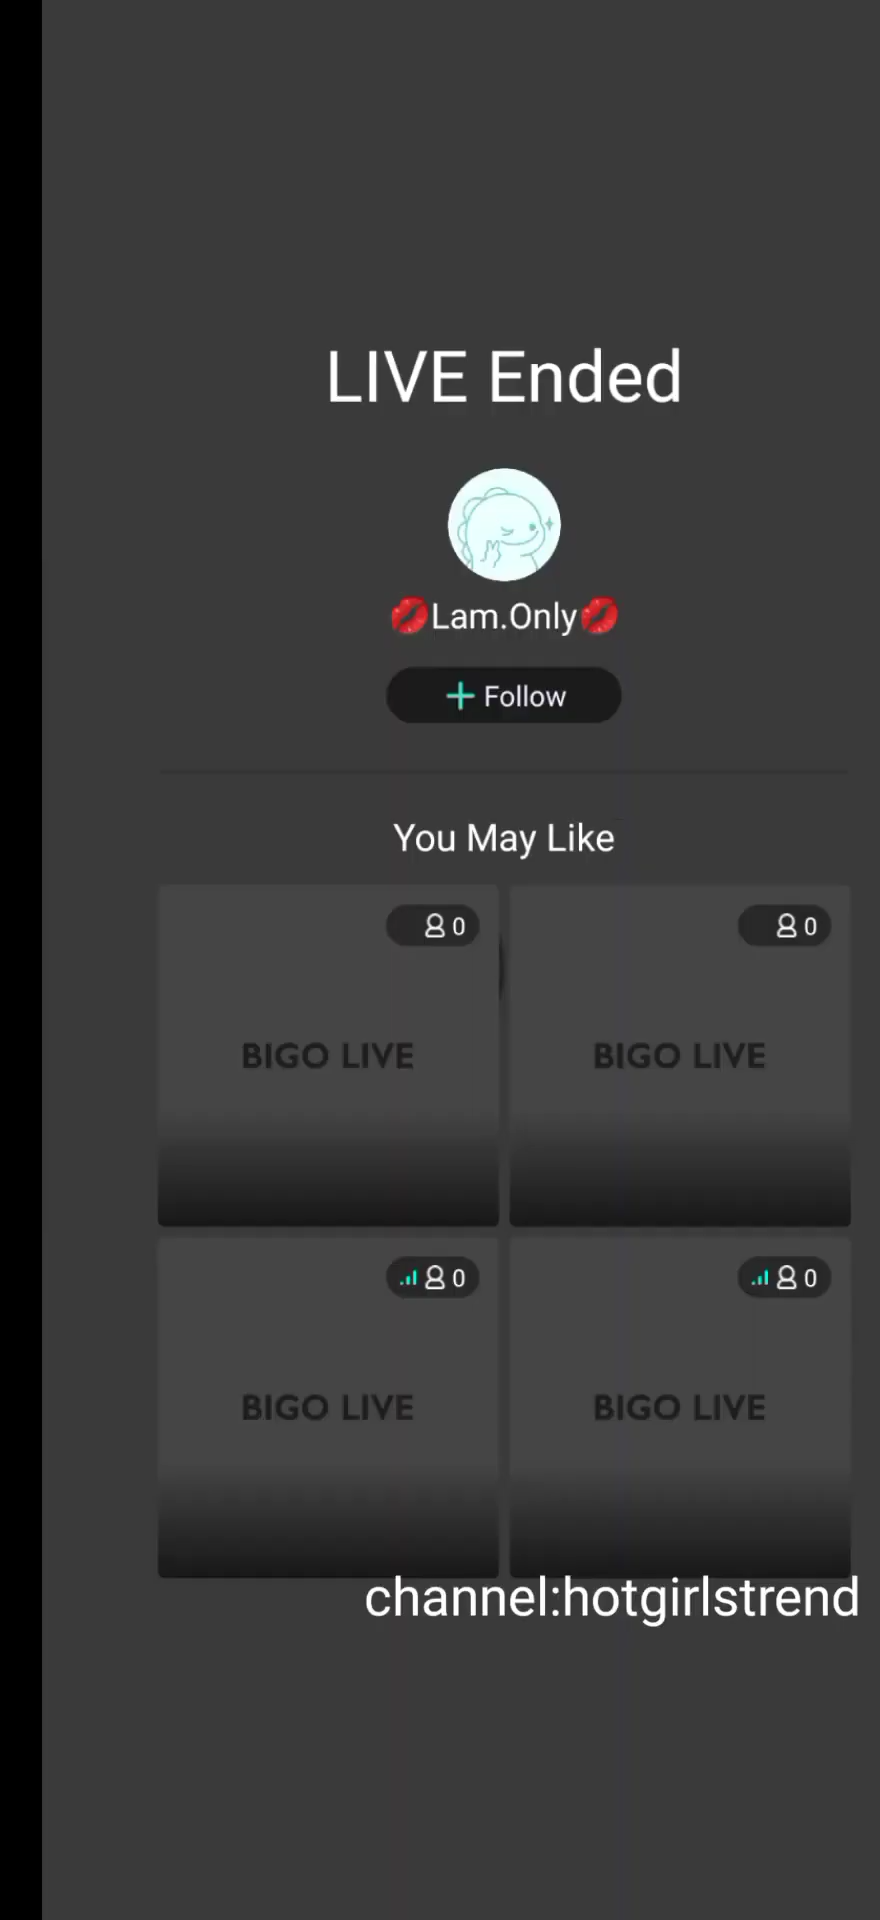 LIVE Ended
💋Lam.Only💋
+ Follow
You May Like
0
0
BIGO LIVE
BIGO LIVE
0
0
BIGO LIVE
BIGO LIVE
channel:hotgirlstrend